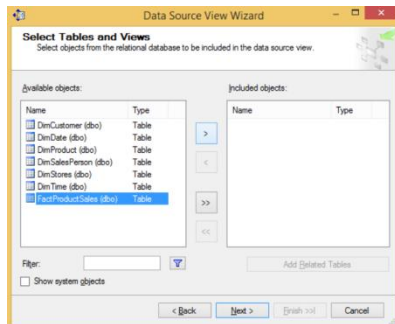 Data Source View Wizard
Select Tables and Views
Select objects from the relational database to be included in the data source view.
Available objects:
Included objects:
Name Type
Name Type
DimCustomer (dbo) Table
DimDate (dbo) Table
DimProduct (dbo) Table
DimSalesPerson (dbo) Table
DimStores (dbo) Table
DimTime (dbo) Table
FactProductSales (dbo) Table
>
<
>>
<<
Filter:
Add Related Tables
Show system objects
< Back
Next >
Finish >>|
Cancel